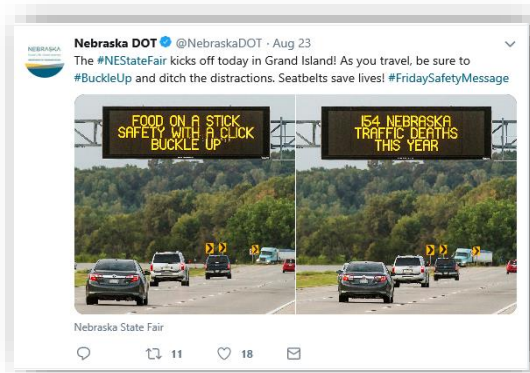 Nebraska DOT @NebraskaDOT · Aug 23
NEBRASKA
The #NEStateFair kicks off today in Grand Island! As you travel, be sure to
#BuckleUp and ditch the distractions. Seatbelts save lives! #FridaySafetyMessage
FOOD ON A STICK
SAFETY WITH A CLICK
BUCKLE UP
154 NEBRASKA
TRAFFIC DEATHS
THIS YEAR
Nebraska State Fair
11
18